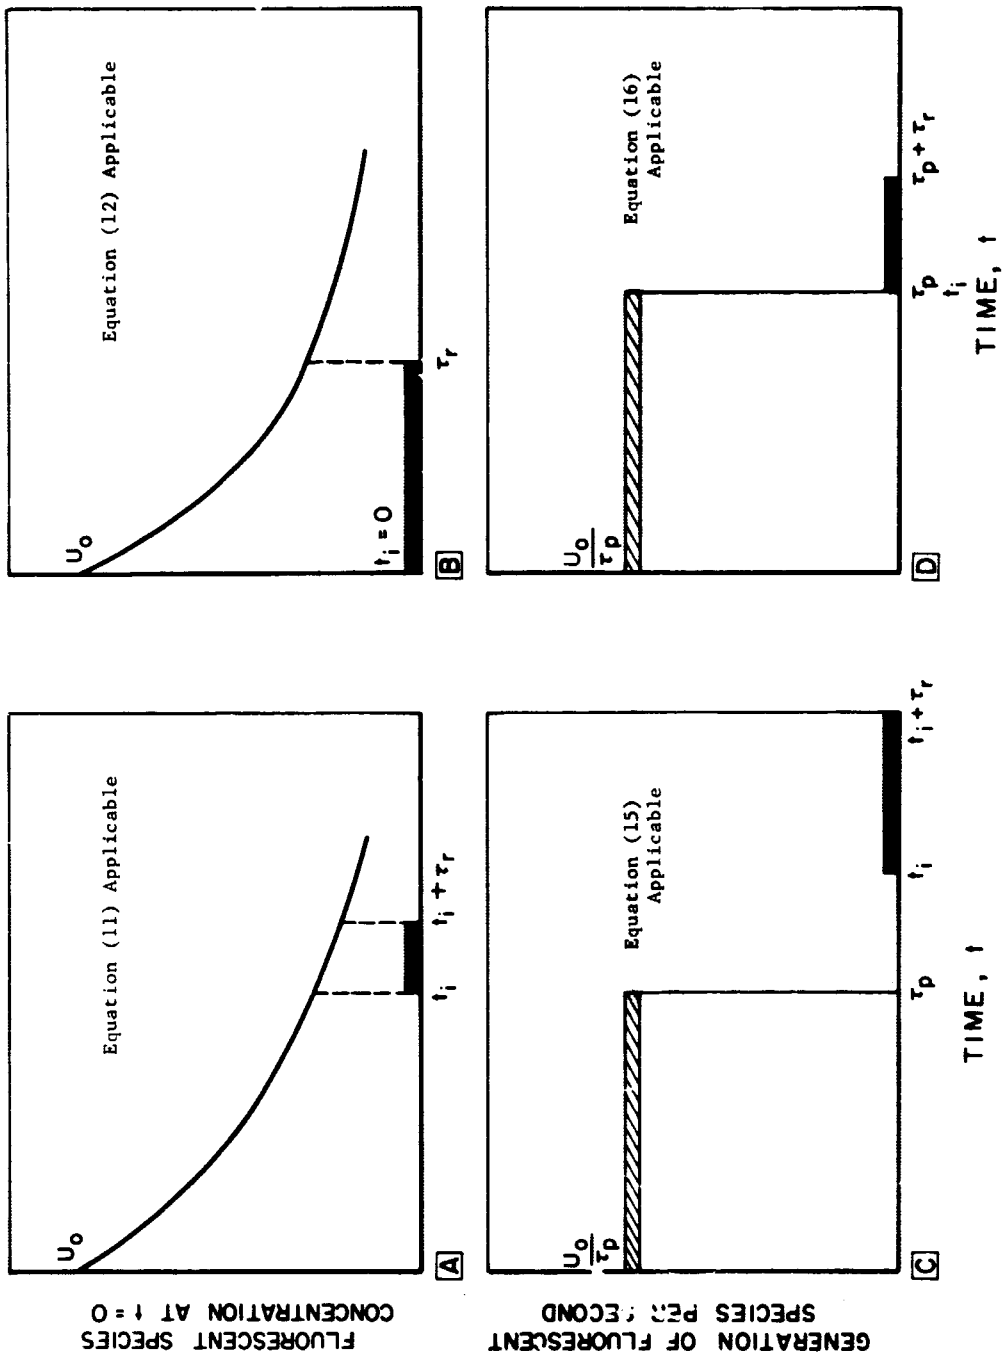 FLUORESCENT SPECIES
CONCENTRATION AT t = 0
U₀
Equation (11) Applicable
tᵢ
tᵢ + τᵣ
A
U₀
Equation (12) Applicable
tᵢ = 0
τᵣ
B
GENERATION OF FLUORESCENT
SPECIES PER SECOND
U₀
τₚ
Equation (15)
Applicable
τₚ
tᵢ
tᵢ + τᵣ
C
TIME, t
U₀
τₚ
Equation (16)
Applicable
τₚ
tᵢ
τₚ + τᵣ
D
TIME, t